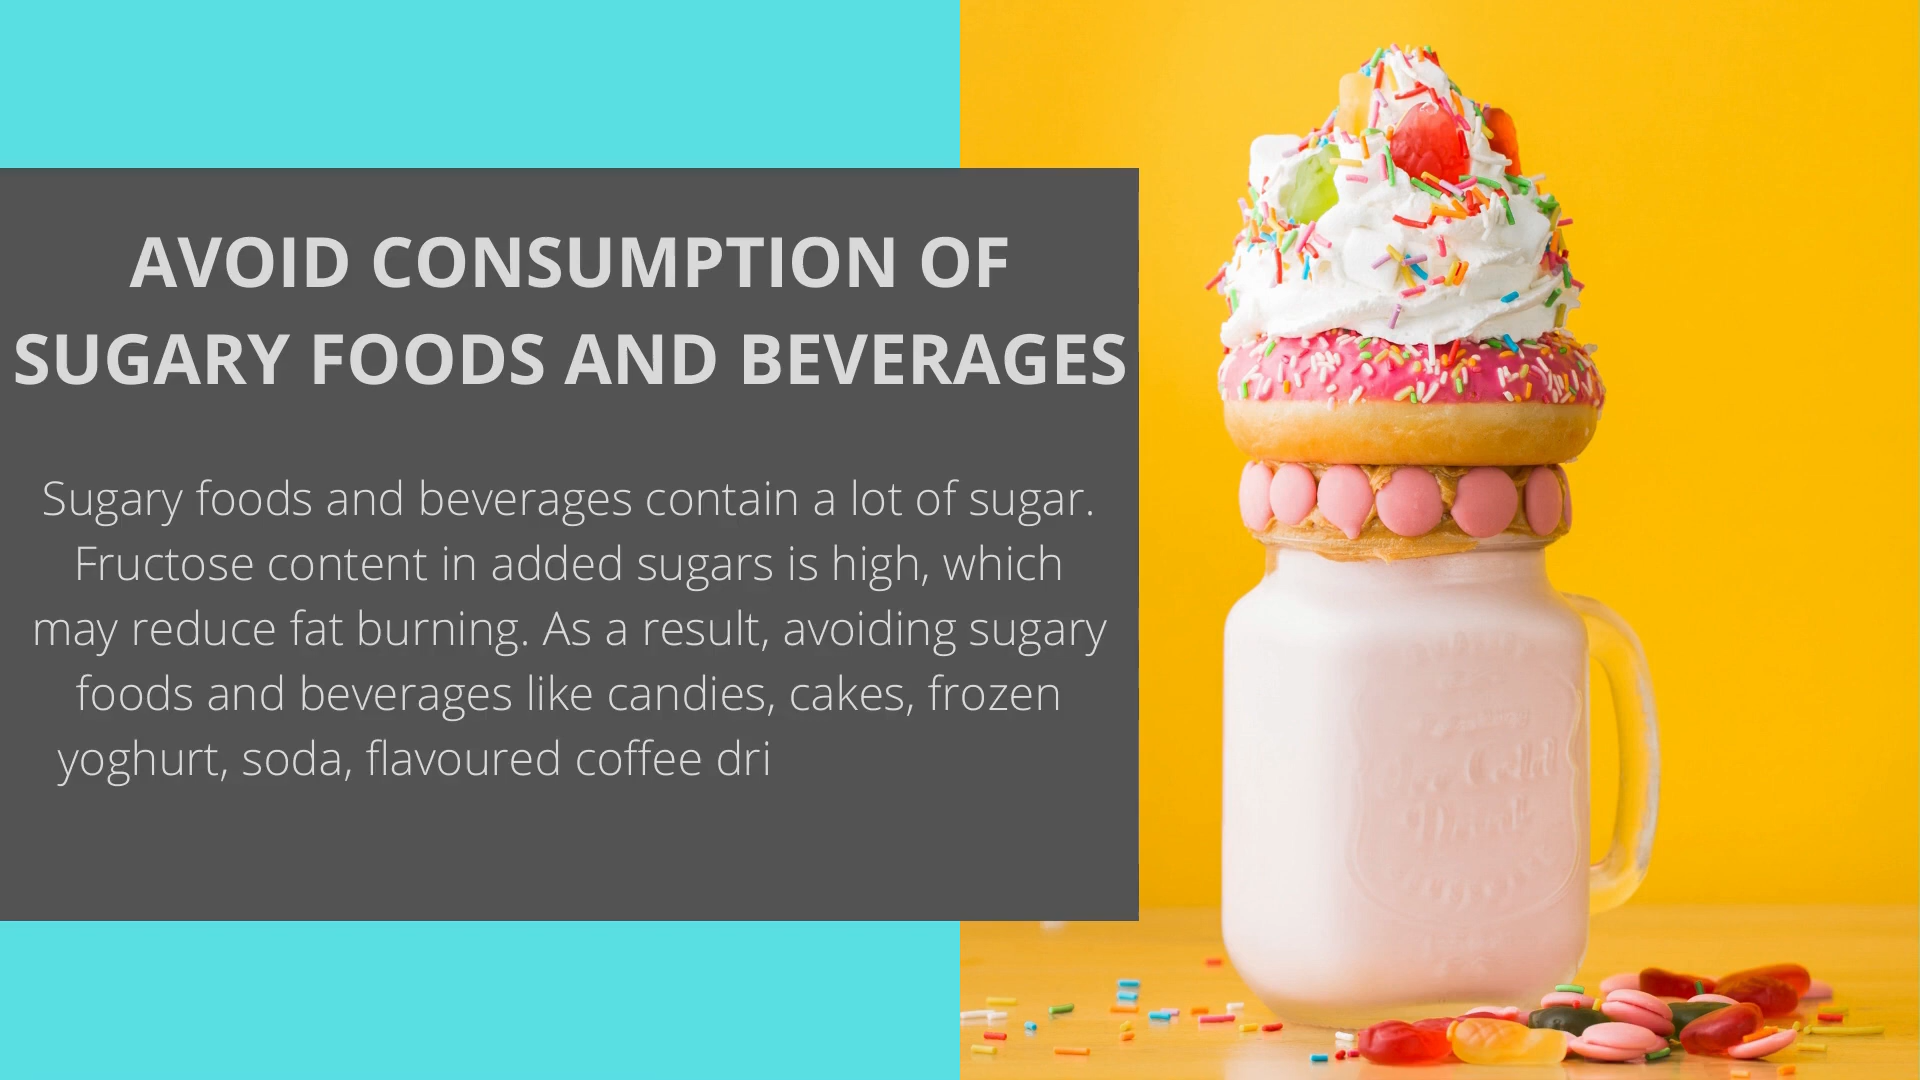 AVOID CONSUMPTION OF
SUGARY FOODS AND BEVERAGES
Sugary foods and beverages contain a lot of sugar.
Fructose content in added sugars is high, which
may reduce fat burning. As a result, avoiding sugary
foods and beverages like candies, cakes, frozen
yoghurt, soda, flavoured coffee dri